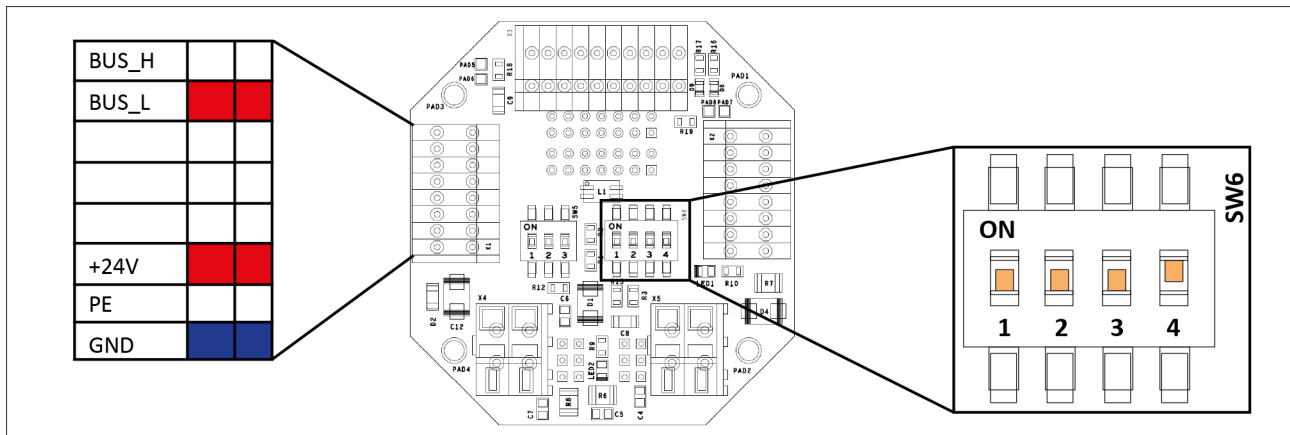 BUS_H
BUS_L
+24V
PE
GND
X3
R17
R16
PAD5
PAD6
R18
C9
PAD3
D9
D8
PAD1
PAD8
PAD7
R19
X2
X1
L1
SW5
ON
1 2 3
SW6
ON
1 2 3 4
R12
C6
D1
R3
LED1
R10
R7
D2
C12
X4
X5
C8
D4
R9
LED2
PAD4
PAD2
C7
R8
R6
C5
C4
SW6
ON
1 2 3 4